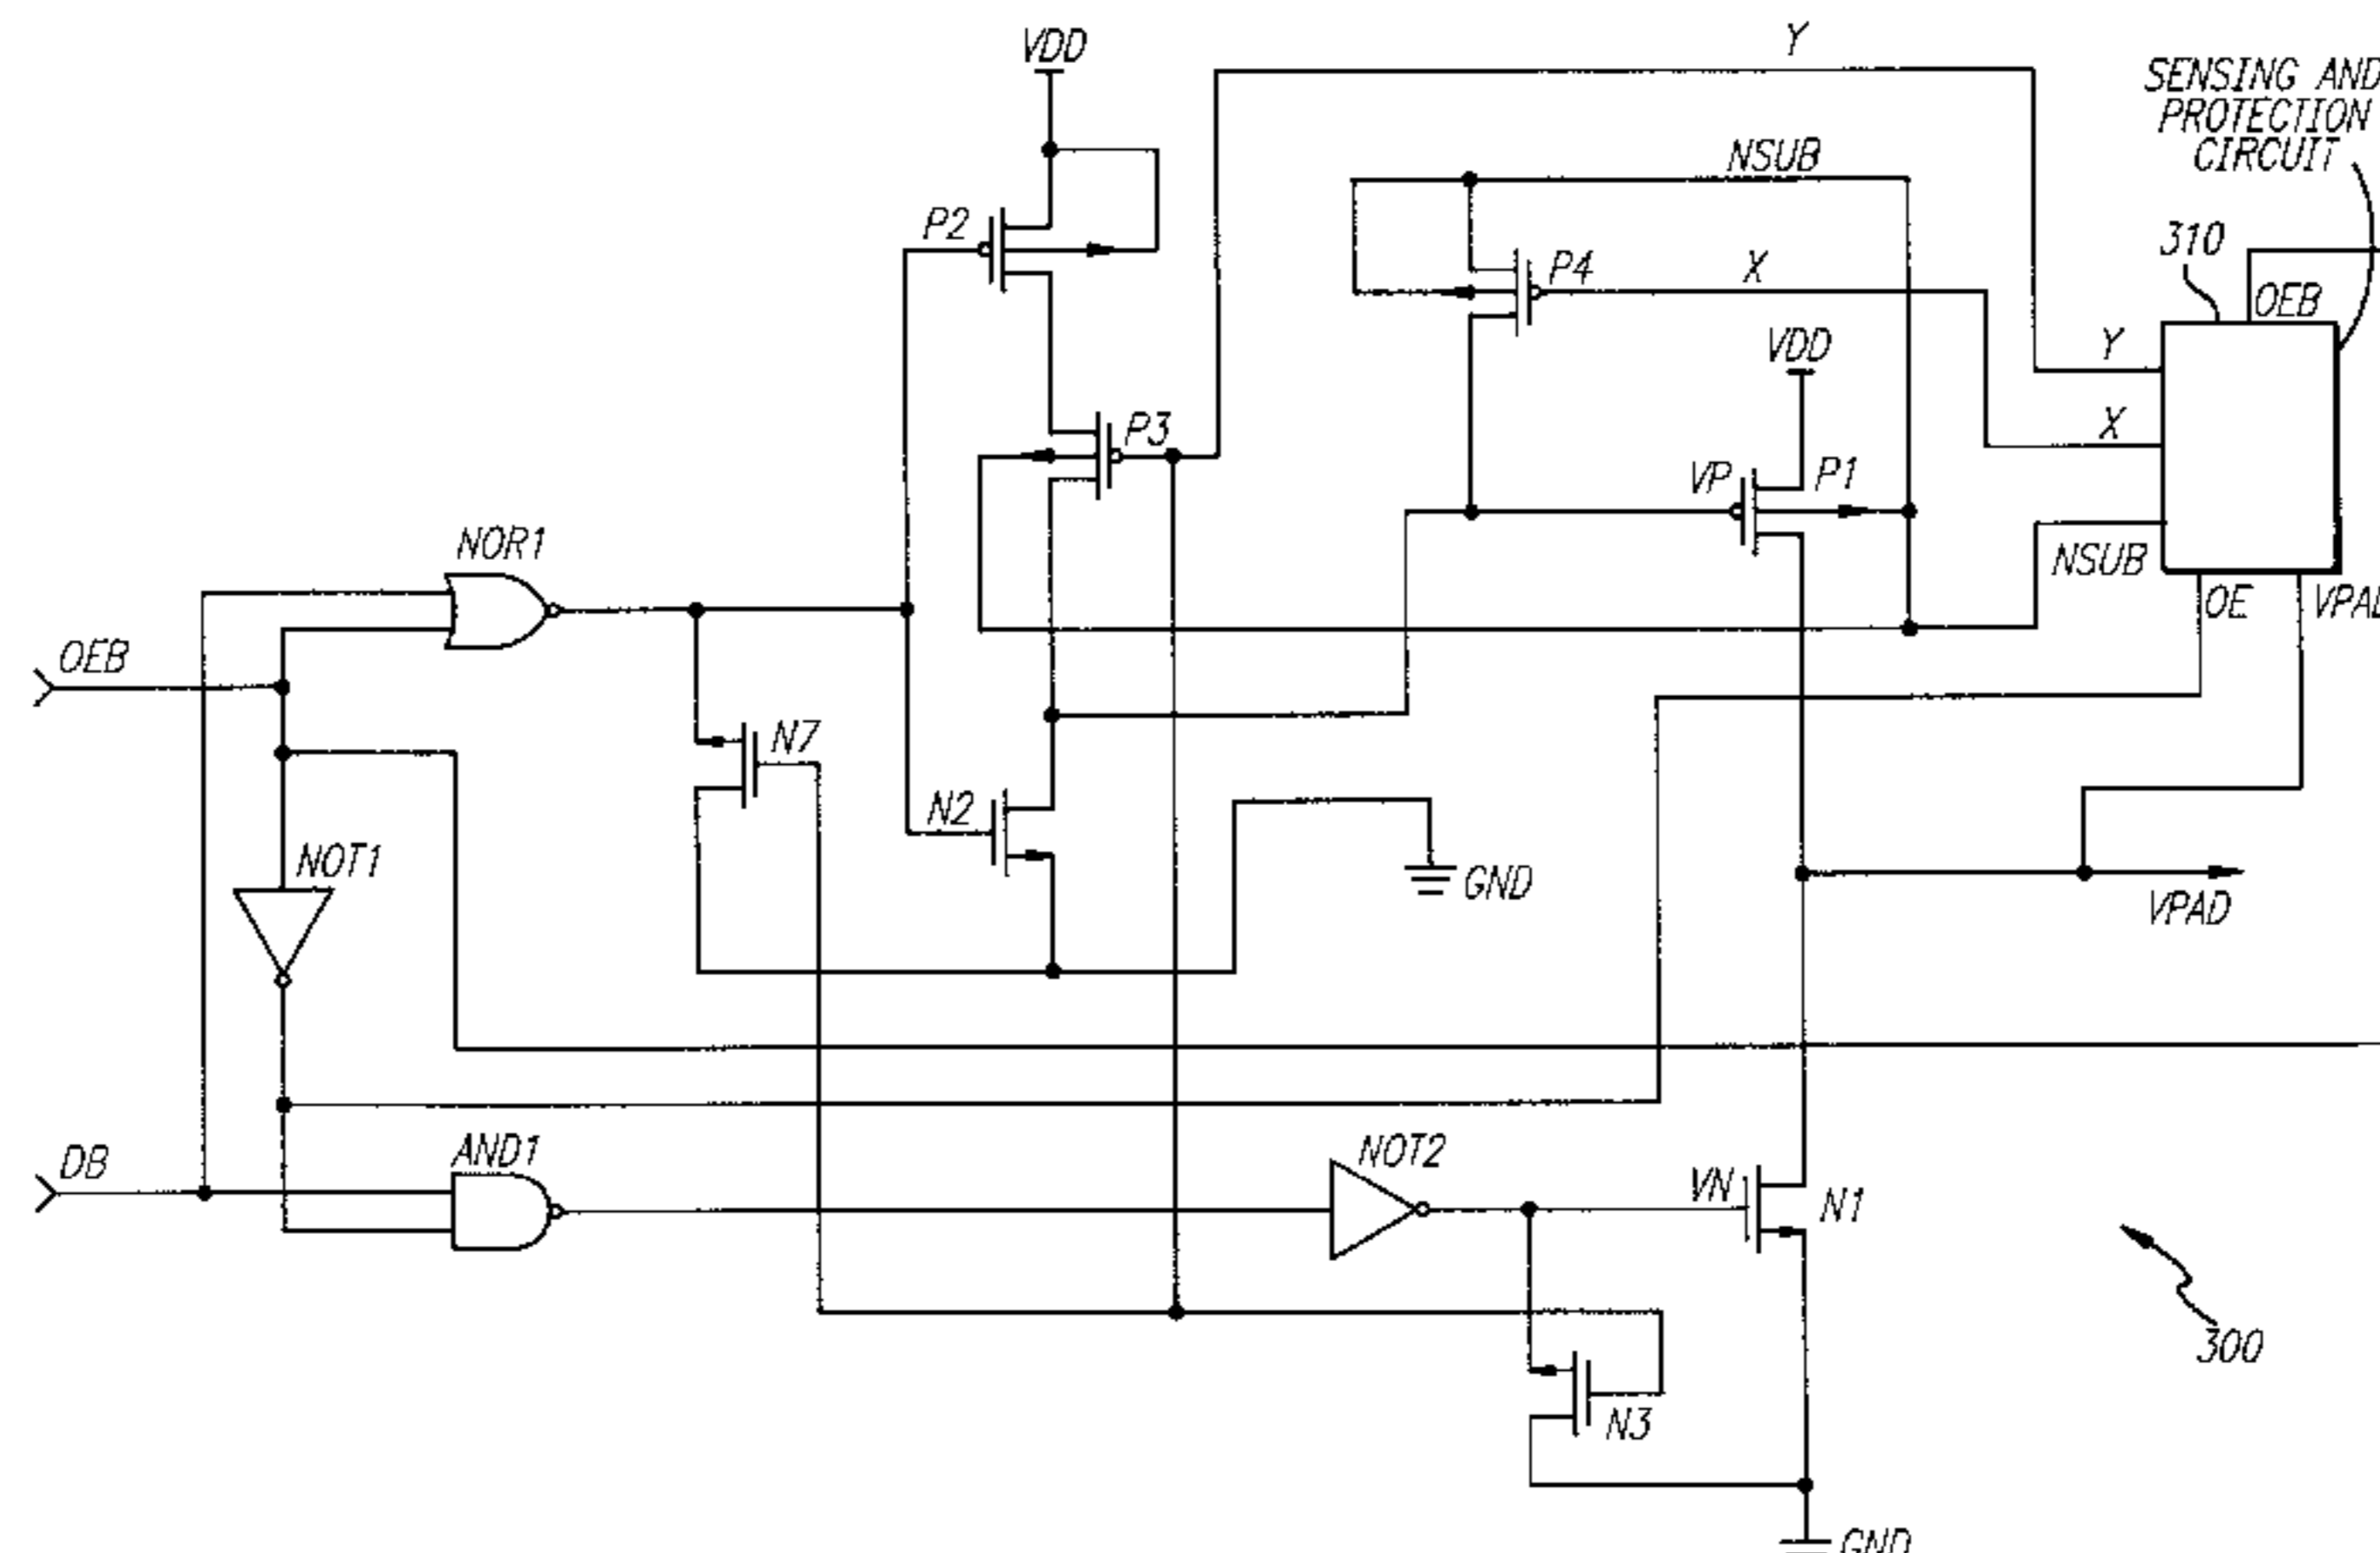 VDD
Y
SENSING AND
PROTECTION
CIRCUIT
NSUB
P2
P4
X
310
OEB
VDD
Y
P3
X
VP
P1
NOR1
NSUB
OE
VPAD
OEB
N7
N2
NOT1
GND
VPAD
DB
AND1
NOT2
VN
N1
300
N3
GND